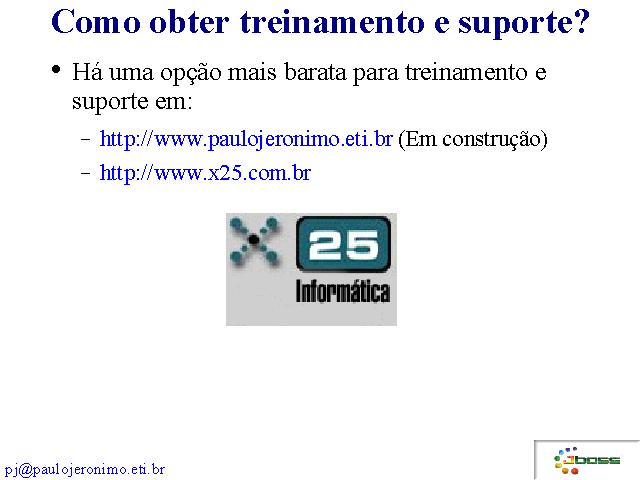 Como obter treinamento e suporte?
• Há uma opção mais barata para treinamento e
suporte em:
– http://www.paulojeronimo.eti.br (Em construção)
– http://www.x25.com.br
X 25
Informática
pj@paulojeronimo.eti.br
JBoss